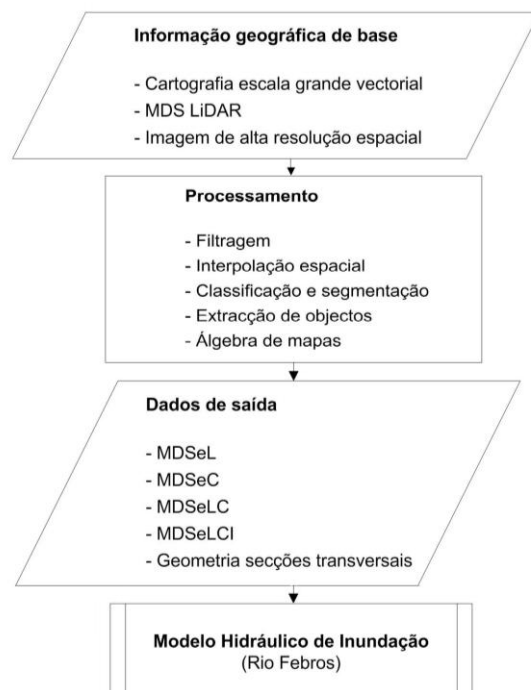 Informação geográfica de base
- Cartografia escala grande vectorial
- MDS LiDAR
- Imagem de alta resolução espacial
Processamento
- Filtragem
- Interpolação espacial
- Classificação e segmentação
- Extracção de objectos
- Álgebra de mapas
Dados de saída
- MDSeL
- MDSeC
- MDSeLC
- MDSeLCI
- Geometria secções transversais
Modelo Hidráulico de Inundação
(Rio Febros)